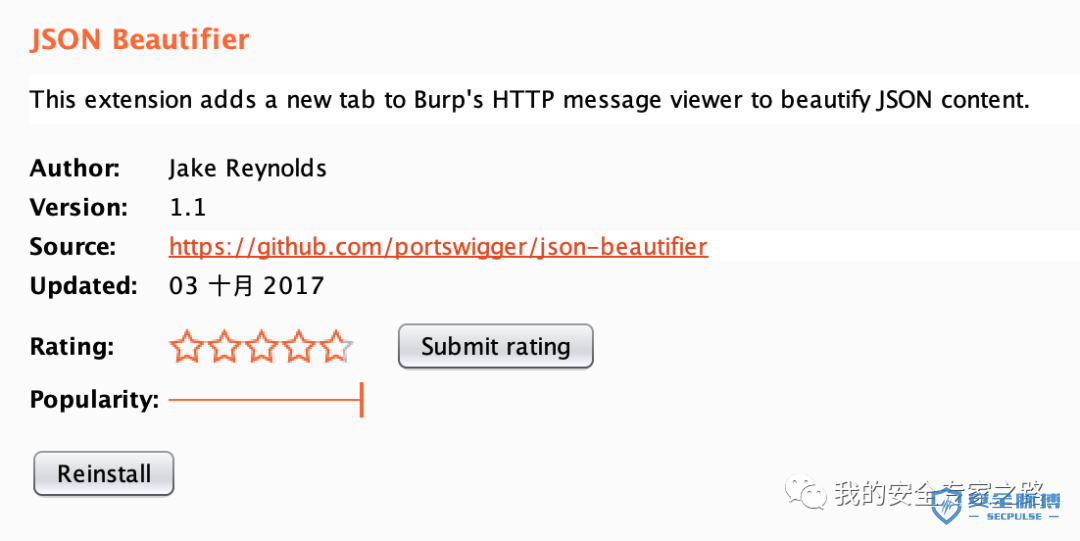 JSON Beautifier
This extension adds a new tab to Burp's HTTP message viewer to beautify JSON content.
Author: Jake Reynolds
Version: 1.1
Source: https://github.com/portswigger/json-beautifier
Updated: 03 十月 2017
Rating: Submit rating
Popularity:
Reinstall
我的安全专家之路
安全脉搏
SECPULSE